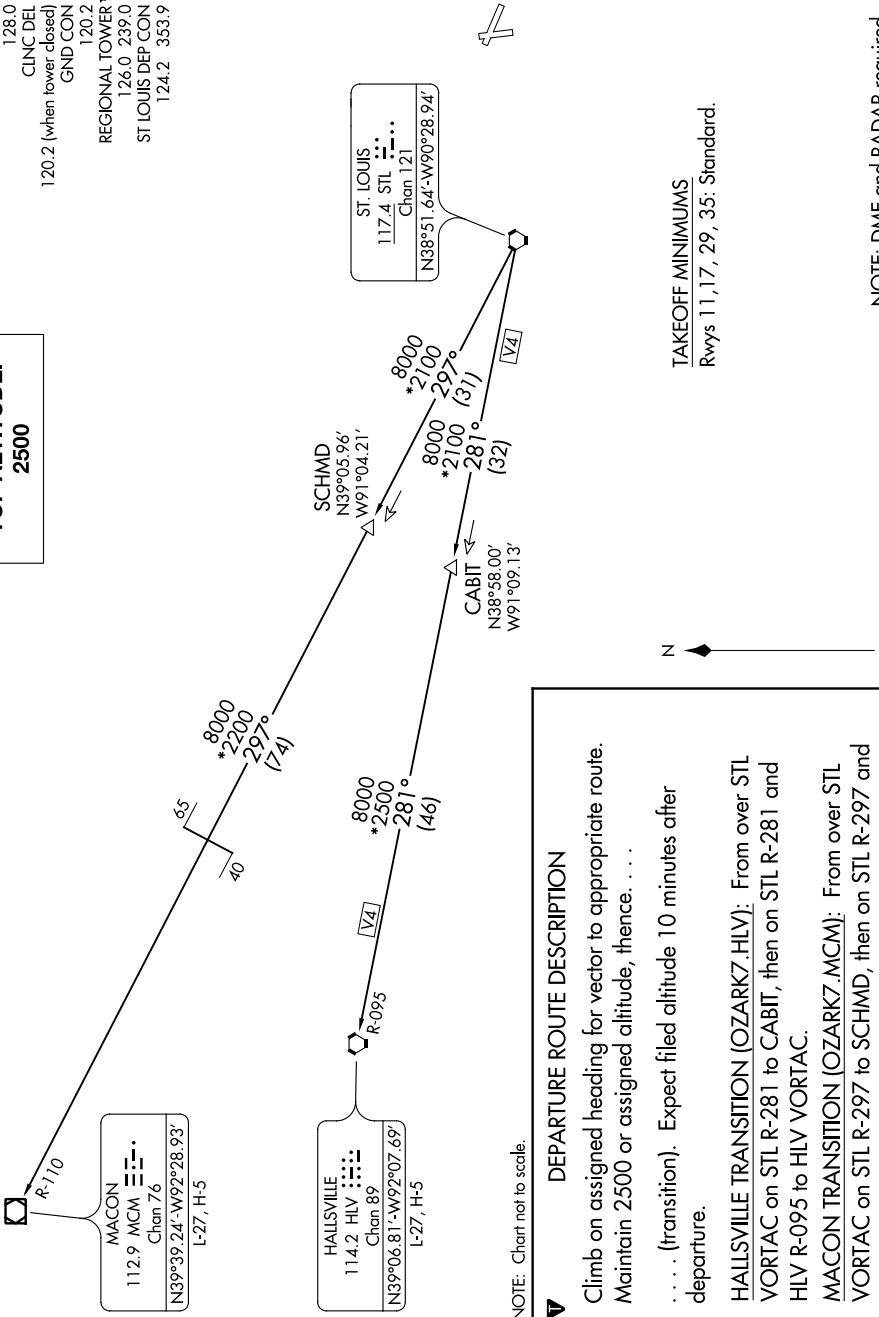 128.0
CLNC DEL
120.2 (when tower closed)
GND CON
120.2
REGIONAL TOWER
126.0 239.0
ST LOUIS DEP CON
124.2 353.9
2500
ST. LOUIS
117.4 STL
Chan 121
N38°51.64'-W90°28.94'
8000
*2100
297°
(31)
V4
8000
*2100
281°
(32)
SCHMD
N39°05.96'
W91°04.21'
CABIT
N38°58.00'
W91°09.13'
8000
*2200
297°
(74)
65
40
8000
*2500
281°
(46)
V4
R-095
R-110
MACON
112.9 MCM
Chan 76
N39°39.24'-W92°28.93'
L-27, H-5
HALLSVILLE
114.2 HLV
Chan 89
N39°06.81'-W92°07.69'
L-27, H-5
TAKEOFF MINIMUMS
Rwys 11,17, 29, 35: Standard.
NOTE: DME and RADAR required
N
NOTE: Chart not to scale.
T
DEPARTURE ROUTE DESCRIPTION
Climb on assigned heading for vector to appropriate route.
Maintain 2500 or assigned altitude, thence. . . .
. . . . (transition). Expect filed altitude 10 minutes after
departure.
HALLSVILLE TRANSITION (OZARK7.HLV): From over STL
VORTAC on STL R-281 to CABIT, then on STL R-281 and
HLV R-095 to HLV VORTAC.
MACON TRANSITION (OZARK7.MCM): From over STL
VORTAC on STL R-297 to SCHMD, then on STL R-297 and